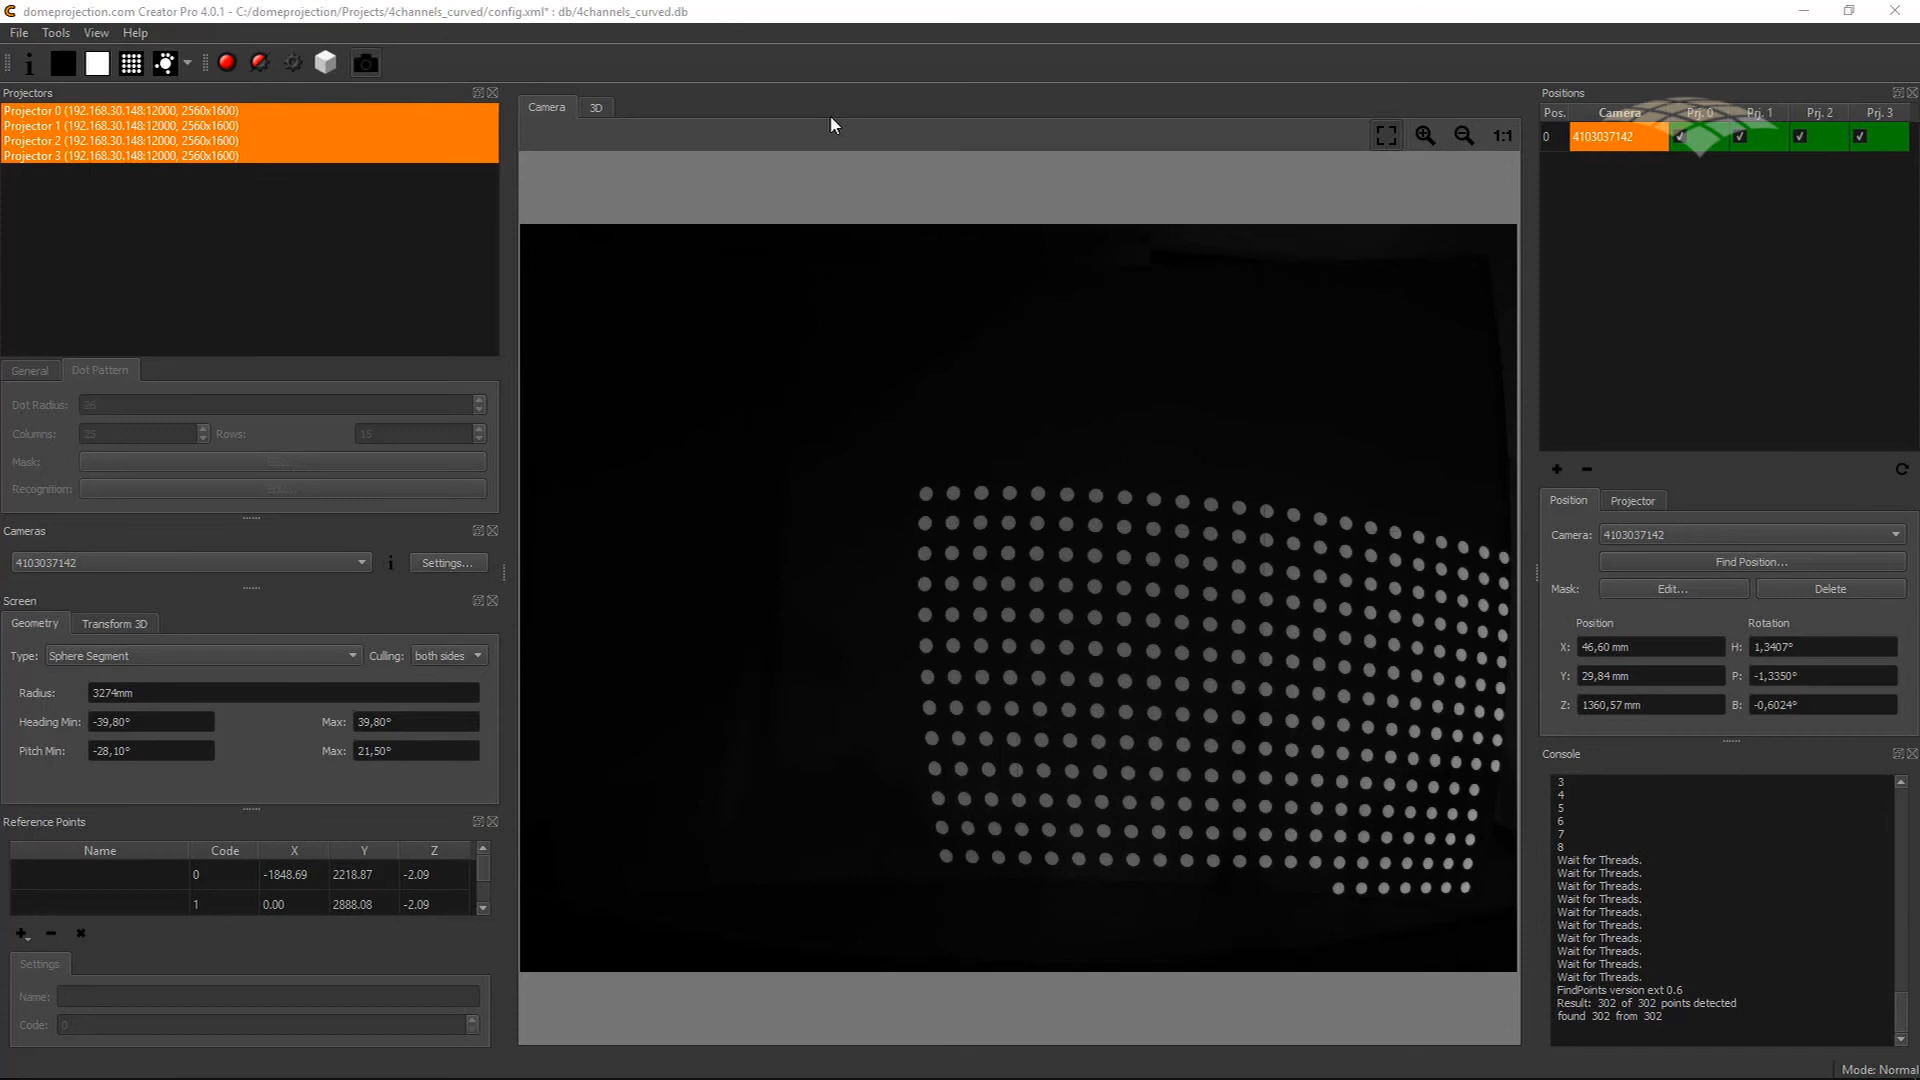 domeprojection.com Creator Pro 4.0.1 - C:/domeprojection/Projects/4channels_curved/config.xml* : db/4channels_curved.db
File Tools View Help
Projectors
Projector 0 (192.168.30.148:12000, 2560x1600)
Projector 1 (192.168.30.148:12000, 2560x1600)
Projector 2 (192.168.30.148:12000, 2560x1600)
Projector 3 (192.168.30.148:12000, 2560x1600)
General Dot Pattern
Dot Radius: 26
Columns: 25 Rows: 15
Mask:
Recognition:
Cameras
4103037142 i Settings...
Screen
Geometry Transform 3D
Type: Sphere Segment Culling: both sides
Radius: 3274mm
Heading Min: -39,80° Max: 39,80°
Pitch Min: -28,10° Max: 21,50°
Reference Points
Name Code X Y Z
0 -1848.69 2218.87 -2.09
1 0.00 2888.08 -2.09
Settings
Name:
Code: 0
Camera 3D
1:1
Positions
Pos. Camera Prj. 0 Prj. 1 Prj. 2 Prj. 3
0 4103037142
Position Projector
Camera: 4103037142
Find Position...
Mask: Edit... Delete
Position Rotation
X: 46,60 mm H: 1,3407°
Y: 29,84 mm P: -1,3350°
Z: 1360,57 mm B: -0,6024°
Console
3
4
5
6
7
8
Wait for Threads.
Wait for Threads.
Wait for Threads.
Wait for Threads.
Wait for Threads.
Wait for Threads.
Wait for Threads.
Wait for Threads.
Wait for Threads.
Wait for Threads.
FindPoints version ext 0.6
Result: 302 of 302 points detected
found 302 from 302
Mode: Normal